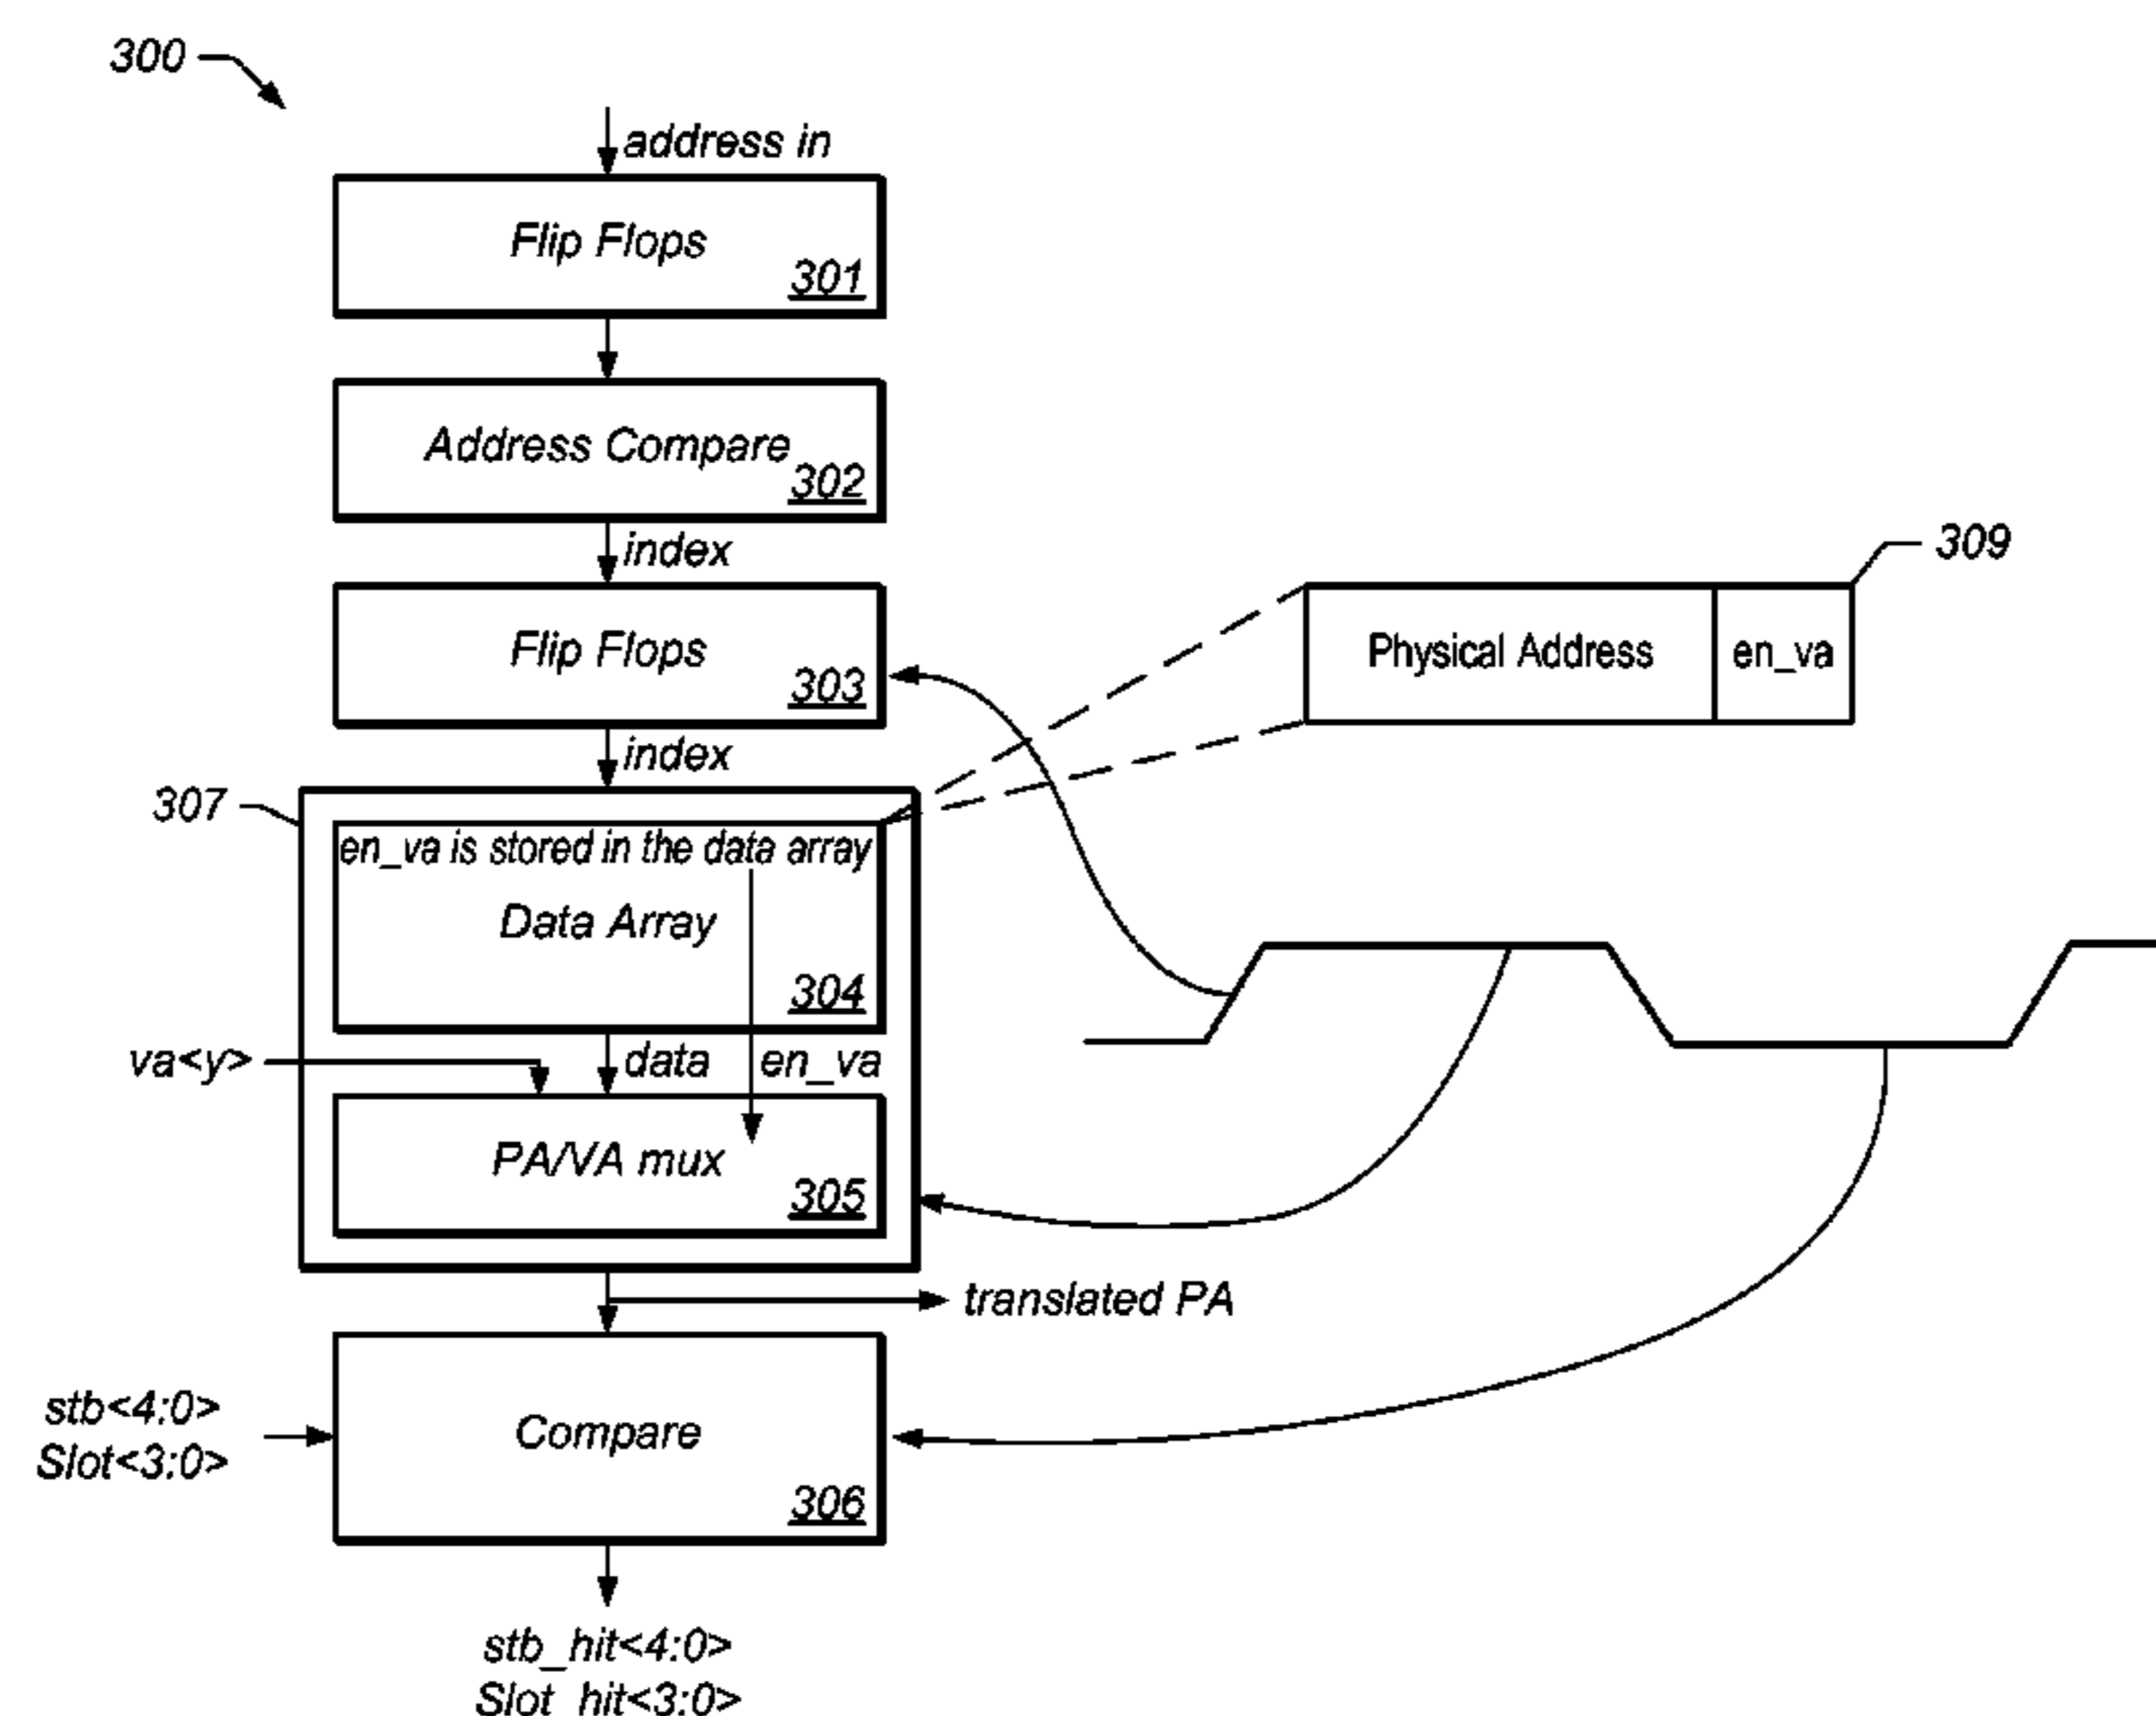 300
address in
Flip Flops
301
Address Compare
302
index
309
Flip Flops
303
Physical Address
en_va
index
307
en_va is stored in the data array
Data Array
304
va<y>
data
en_va
PA/VA mux
305
translated PA
stb<4:0>
Slot<3:0>
Compare
306
stb_hit<4:0>
Slot_hit<3:0>